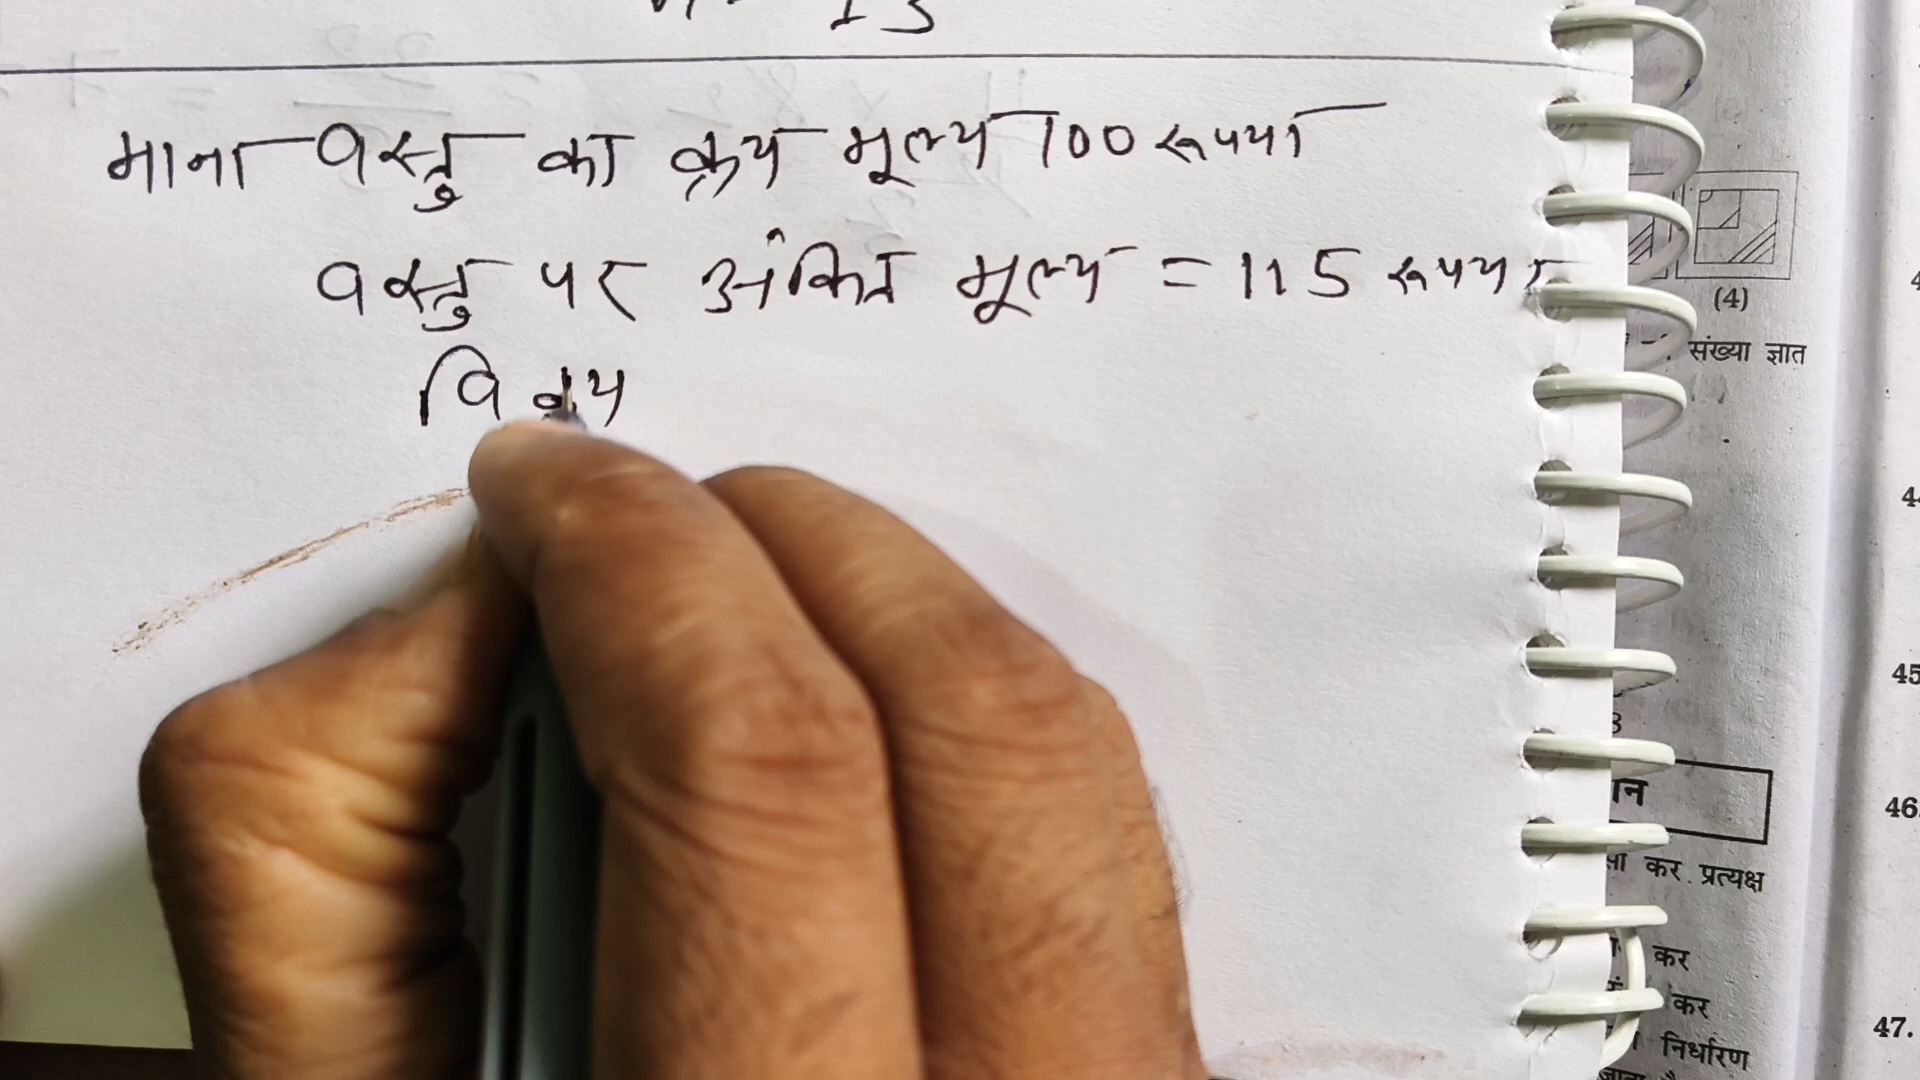 13
माना वस्तु का क्रय मूल्य 100 रूपया
वस्तु पर अंकित मूल्य = 115 रूपया
विक्रय
(4)
संख्या ज्ञात
45
46.
कर प्रत्यक्ष
कर
कर
निर्धारण
47.